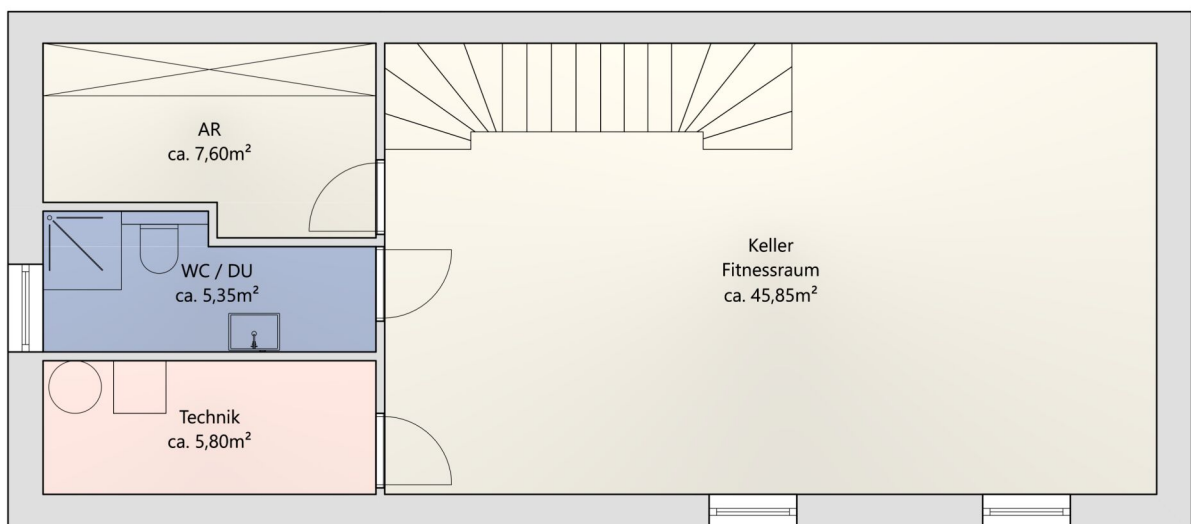 AR
ca. 7,60m²
WC / DU
ca. 5,35m²
Technik
ca. 5,80m²
Keller
Fitnessraum
ca. 45,85m²